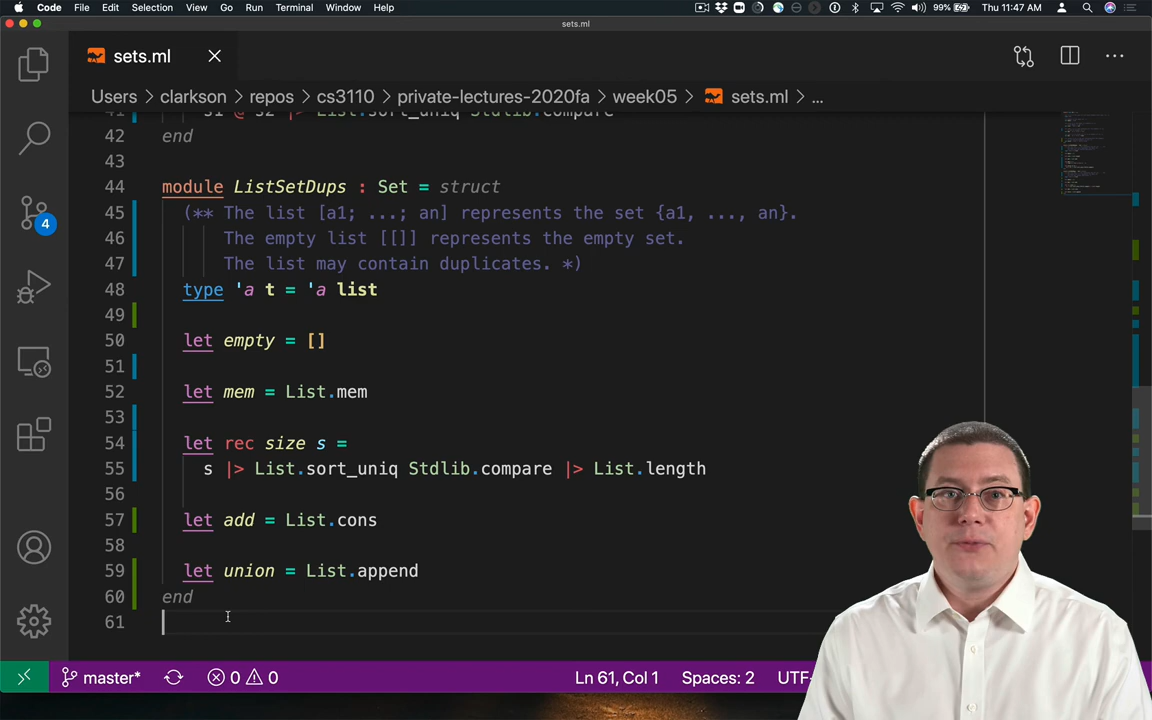 Code File Edit Selection View Go Run Terminal Window Help 99% Thu 11:47 AM
sets.ml
sets.ml
Users > clarkson > repos > cs3110 > private-lectures-2020fa > week05 > sets.ml > ...
41 s1 @ s2 |> List.sort_uniq Stdlib.compare
42 end
43
44 module ListSetDups : Set = struct
45 (** The list [a1; ...; an] represents the set {a1, ..., an}.
46 The empty list [[]] represents the empty set.
47 The list may contain duplicates. *)
48 type 'a t = 'a list
49
50 let empty = []
51
52 let mem = List.mem
53
54 let rec size s =
55 s |> List.sort_uniq Stdlib.compare |> List.length
56
57 let add = List.cons
58
59 let union = List.append
60 end
61
4
master* 0 0 Ln 61, Col 1 Spaces: 2 UTF-